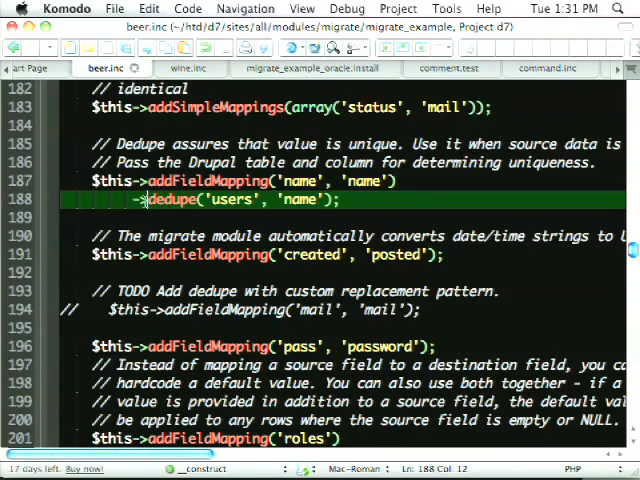 Komodo File Edit Code Navigation View Debug Project Tools Help Tue 1:31 PM
beer.inc (~/htd/d7/sites/all/modules/migrate/migrate_example, Project d7)
art Page beer.inc wine.inc migrate_example_oracle.install comment.test command.inc
182 // identical
183 $this->addSimpleMappings(array('status', 'mail'));
184
185 // Dedupe assures that value is unique. Use it when source data is
186 // Pass the Drupal table and column for determining uniqueness.
187 $this->addFieldMapping('name', 'name')
188 ->dedupe('users', 'name');
189
190 // The migrate module automatically converts date/time strings to U
191 $this->addFieldMapping('created', 'posted');
192
193 // TODO Add dedupe with custom replacement pattern.
194 // $this->addFieldMapping('mail', 'mail');
195
196 $this->addFieldMapping('pass', 'password');
197 // Instead of mapping a source field to a destination field, you ca
198 // hardcode a default value. You can also use both together - if a
199 // value is provided in addition to a source field, the default val
200 // be applied to any rows where the source field is empty or NULL.
201 $this->addFieldMapping('roles')
17 days left. Buy now! __construct Mac-Roman Ln: 188 Col: 12 PHP